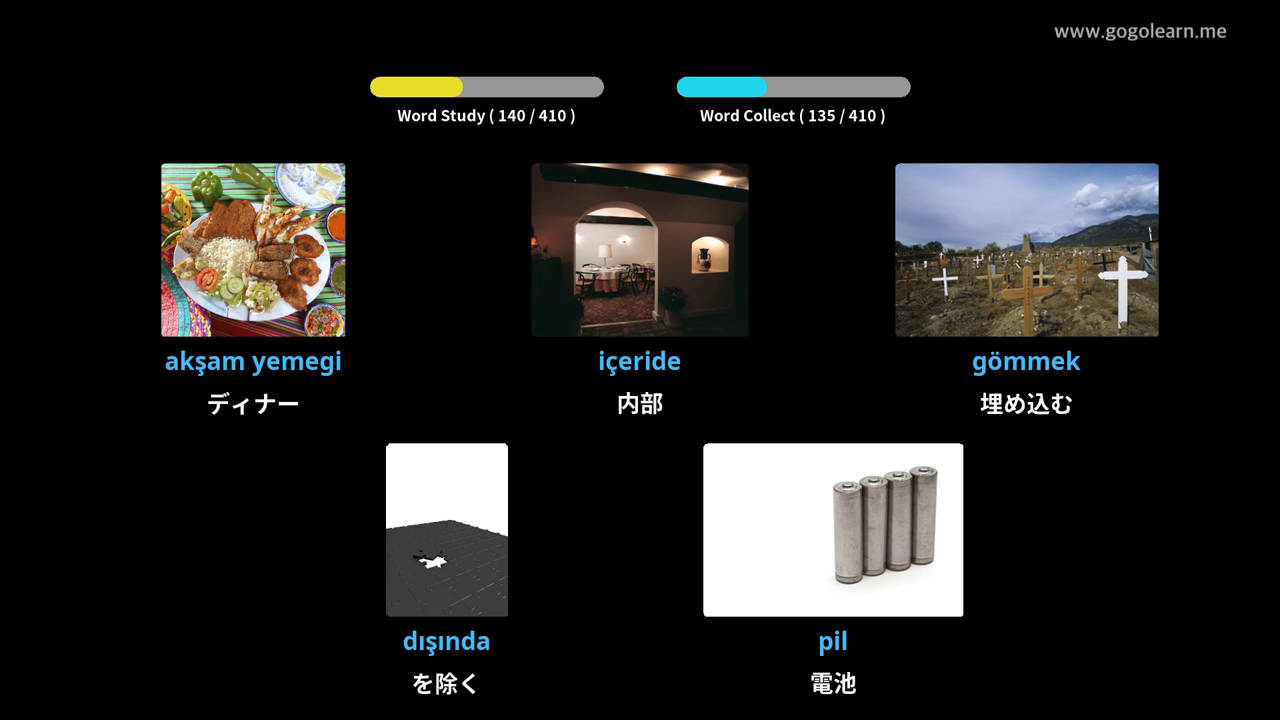 www.gogolearn.me
Word Study ( 140 / 410 )
Word Collect ( 135 / 410 )
akşam yemegi
içeride
gömmek
ディナー
内部
埋め込む
dışında
pil
を除く
電池